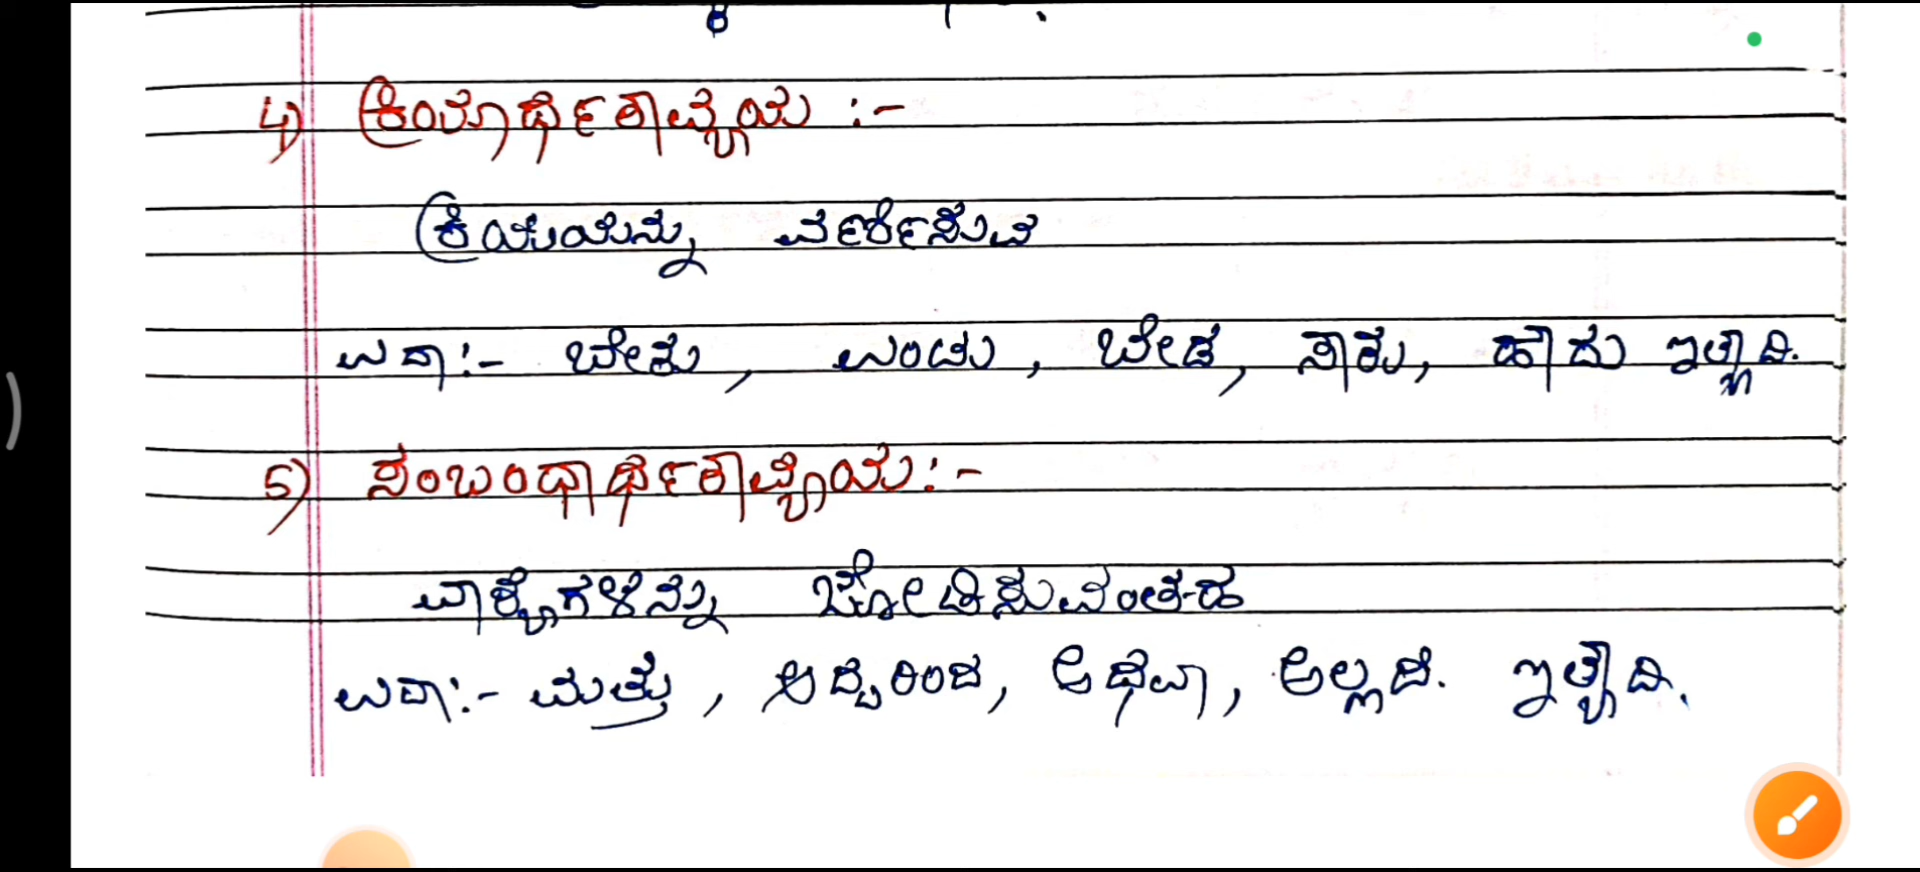 4) ಕ್ರಿಯಾರ್ಥಕಾವ್ಯಯ :-
ಕ್ರಿಯೆಯನ್ನು ವರ್ಣಿಸುವ
ಉದಾ:- ಬೇಕು, ಉಂಟು, ಬೇಡ, ಸಾಕು, ಹೌದು ಇತ್ಯಾದಿ.
5) ಸಂಬಂಧಾರ್ಥಕಾವ್ಯಯ:-
ವಾಕ್ಯಗಳನ್ನು ಜೋಡಿಸುವಂತಹ
ಉದಾ:- ಮತ್ತು, ಆದ್ದರಿಂದ, ಅಥವಾ, ಅಲ್ಲದೆ. ಇತ್ಯಾದಿ.